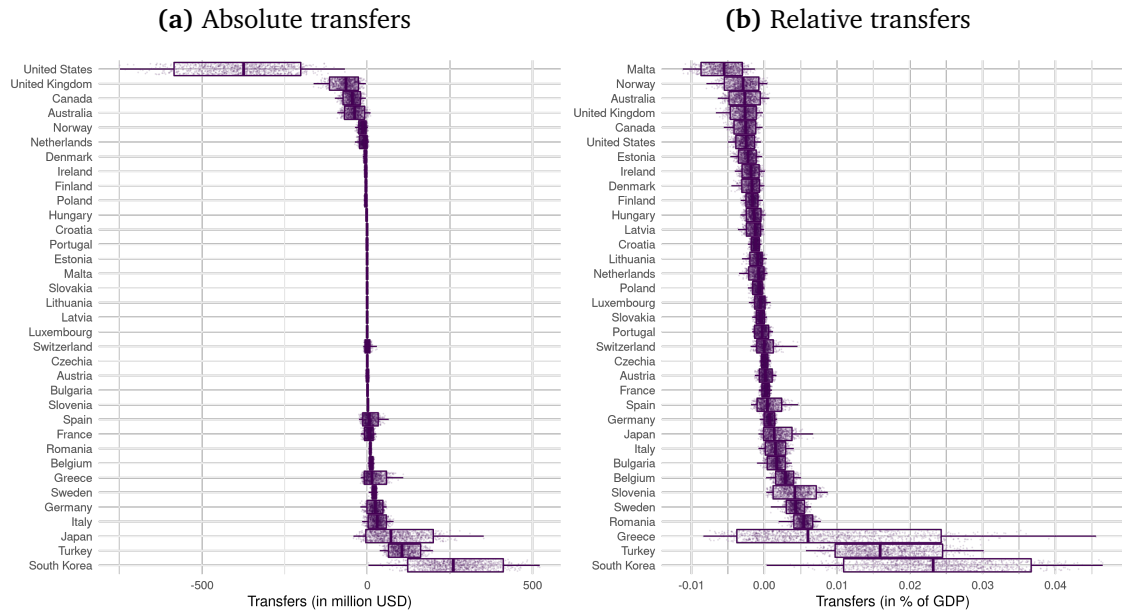 (a) Absolute transfers
United States
United Kingdom
Canada
Australia
Norway
Netherlands
Denmark
Ireland
Finland
Poland
Hungary
Croatia
Portugal
Estonia
Malta
Slovakia
Lithuania
Latvia
Luxembourg
Switzerland
Czechia
Austria
Bulgaria
Slovenia
Spain
France
Romania
Belgium
Greece
Sweden
Germany
Italy
Japan
Turkey
South Korea
-500 0 500
Transfers (in million USD)
(b) Relative transfers
Malta
Norway
Australia
United Kingdom
Canada
United States
Estonia
Ireland
Denmark
Finland
Hungary
Latvia
Croatia
Lithuania
Netherlands
Poland
Luxembourg
Slovakia
Portugal
Switzerland
Czechia
Austria
France
Spain
Germany
Japan
Italy
Bulgaria
Belgium
Slovenia
Sweden
Romania
Greece
Turkey
South Korea
-0.01 0.00 0.01 0.02 0.03 0.04
Transfers (in % of GDP)